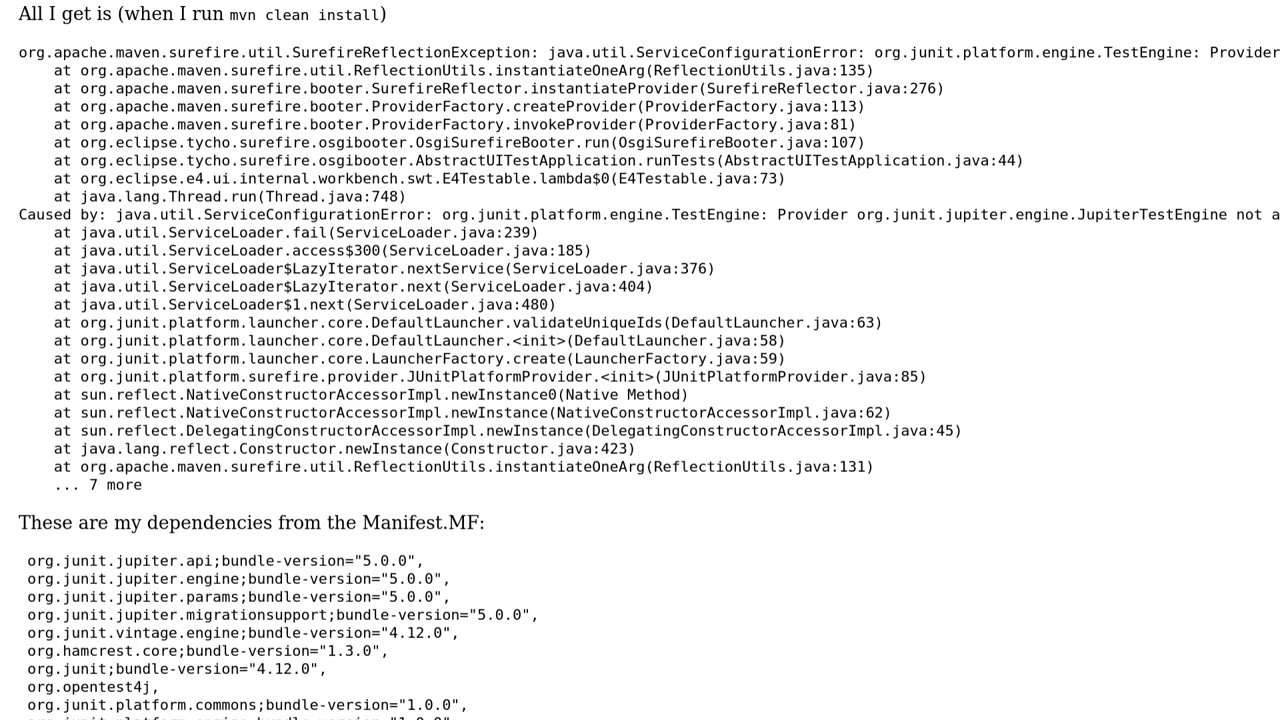 All I get is (when I run mvn clean install)
org.apache.maven.surefire.util.SurefireReflectionException: java.util.ServiceConfigurationError: org.junit.platform.engine.TestEngine: Provider
at org.apache.maven.surefire.util.ReflectionUtils.instantiateOneArg(ReflectionUtils.java:135)
at org.apache.maven.surefire.booter.SurefireReflector.instantiateProvider(SurefireReflector.java:276)
at org.apache.maven.surefire.booter.ProviderFactory.createProvider(ProviderFactory.java:113)
at org.apache.maven.surefire.booter.ProviderFactory.invokeProvider(ProviderFactory.java:81)
at org.eclipse.tycho.surefire.osgibooter.OsgiSurefireBooter.run(OsgiSurefireBooter.java:107)
at org.eclipse.tycho.surefire.osgibooter.AbstractUITestApplication.runTests(AbstractUITestApplication.java:44)
at org.eclipse.e4.ui.internal.workbench.swt.E4Testable.lambda$0(E4Testable.java:73)
at java.lang.Thread.run(Thread.java:748)
Caused by: java.util.ServiceConfigurationError: org.junit.platform.engine.TestEngine: Provider org.junit.jupiter.engine.JupiterTestEngine not a
at java.util.ServiceLoader.fail(ServiceLoader.java:239)
at java.util.ServiceLoader.access$300(ServiceLoader.java:185)
at java.util.ServiceLoader$LazyIterator.nextService(ServiceLoader.java:376)
at java.util.ServiceLoader$LazyIterator.next(ServiceLoader.java:404)
at java.util.ServiceLoader$1.next(ServiceLoader.java:480)
at org.junit.platform.launcher.core.DefaultLauncher.validateUniqueIds(DefaultLauncher.java:63)
at org.junit.platform.launcher.core.DefaultLauncher.<init>(DefaultLauncher.java:58)
at org.junit.platform.launcher.core.LauncherFactory.create(LauncherFactory.java:59)
at org.junit.platform.surefire.provider.JUnitPlatformProvider.<init>(JUnitPlatformProvider.java:85)
at sun.reflect.NativeConstructorAccessorImpl.newInstance0(Native Method)
at sun.reflect.NativeConstructorAccessorImpl.newInstance(NativeConstructorAccessorImpl.java:62)
at sun.reflect.DelegatingConstructorAccessorImpl.newInstance(DelegatingConstructorAccessorImpl.java:45)
at java.lang.reflect.Constructor.newInstance(Constructor.java:423)
at org.apache.maven.surefire.util.ReflectionUtils.instantiateOneArg(ReflectionUtils.java:131)
... 7 more
These are my dependencies from the Manifest.MF:
org.junit.jupiter.api;bundle-version="5.0.0",
org.junit.jupiter.engine;bundle-version="5.0.0",
org.junit.jupiter.params;bundle-version="5.0.0",
org.junit.jupiter.migrationsupport;bundle-version="5.0.0",
org.junit.vintage.engine;bundle-version="4.12.0",
org.hamcrest.core;bundle-version="1.3.0",
org.junit;bundle-version="4.12.0",
org.opentest4j,
org.junit.platform.commons;bundle-version="1.0.0",